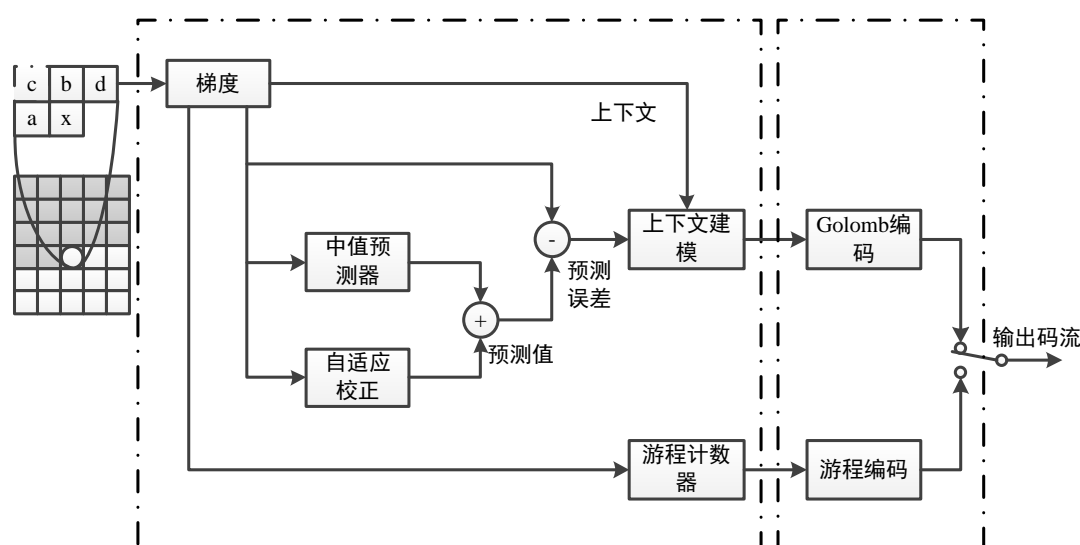 c b d
a x
梯度
上下文
中值预
测器
自适应
校正
+
预测值
-
预测
误差
上下文建
模
Golomb编
码
输出码流
游程计数
器
游程编码